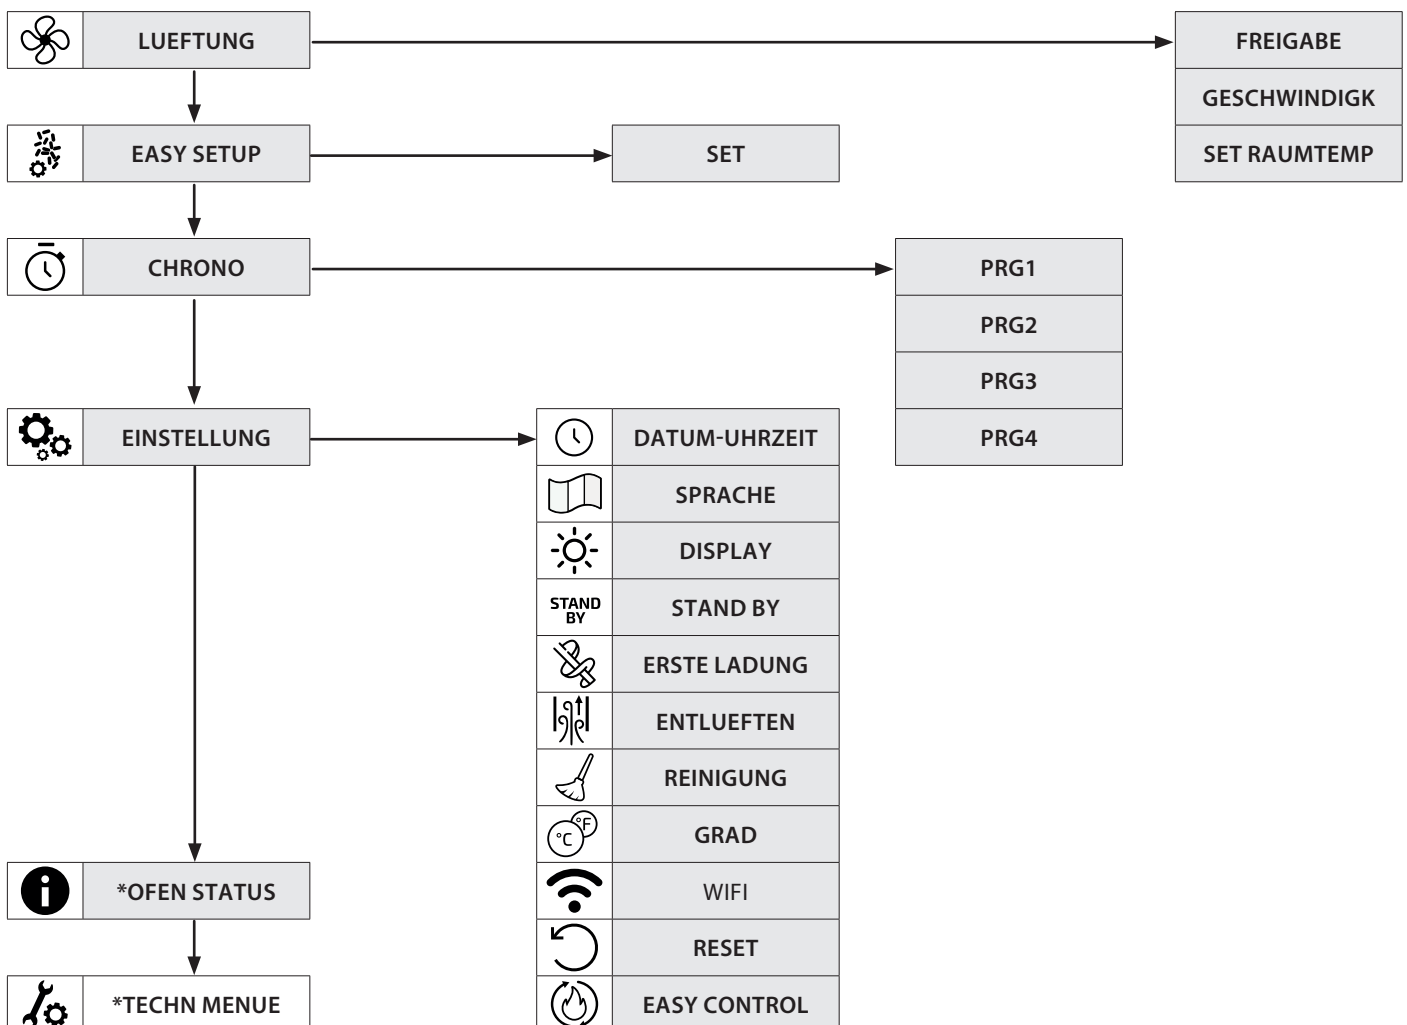 LUEFTUNG
FREIGABE
GESCHWINDIGK
EASY SETUP
SET
SET RAUMTEMP
CHRONO
PRG1
PRG2
PRG3
EINSTELLUNG
DATUM-UHRZEIT
PRG4
SPRACHE
DISPLAY
STAND
BY
STAND BY
ERSTE LADUNG
ENTLUEFTEN
REINIGUNG
°C
°F
GRAD
*OFEN STATUS
WIFI
RESET
*TECHN MENUE
EASY CONTROL